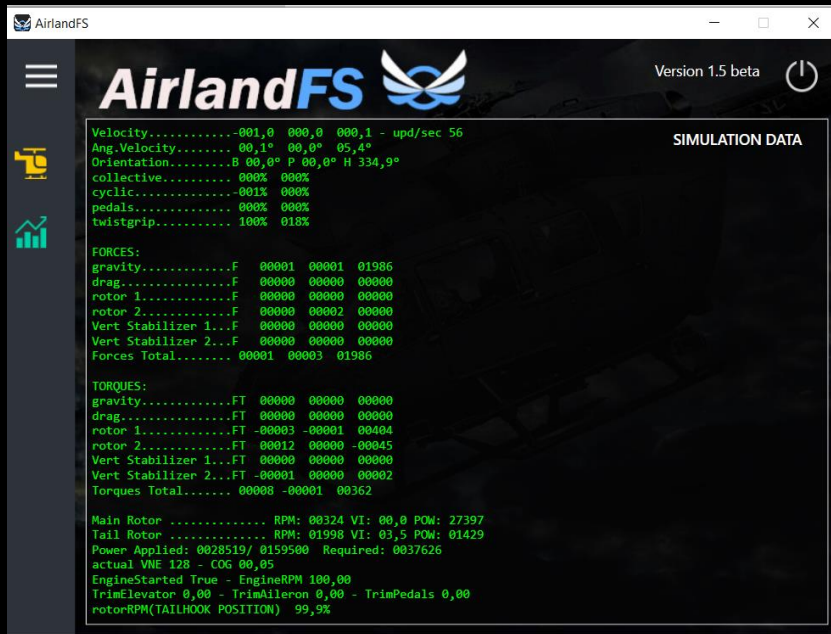 AirlandFS
AirlandFS
Version 1.5 beta
SIMULATION DATA
Velocity............-001,0 000,0 000,1 - upd/sec 56
Ang.Velocity........ 00,1° 00,0° 05,4°
Orientation.........B 00,0° P 00,0° H 334,9°
collective.......... 000% 000%
cyclic..............-001% 000%
pedals.............. 000% 000%
twistgrip........... 100% 018%
FORCES:
gravity.............F 00001 00001 01986
drag................F 00000 00000 00000
rotor 1.............F 00000 00000 00000
rotor 2.............F 00000 00002 00000
Vert Stabilizer 1...F 00000 00000 00000
Vert Stabilizer 2...F 00000 00000 00000
Forces Total........ 00001 00003 01986
TORQUES:
gravity.............FT 00000 00000 00000
drag................FT 00000 00000 00000
rotor 1.............FT -00003 -00001 00404
rotor 2.............FT 00012 00000 -00045
Vert Stabilizer 1...FT 00000 00000 00000
Vert Stabilizer 2...FT -00001 00000 00002
Torques Total....... 00008 -00001 00362
Main Rotor .............. RPM: 00324 VI: 00,0 POW: 27397
Tail Rotor .............. RPM: 01998 VI: 03,5 POW: 01429
Power Applied: 0028519/ 0159500 Required: 0037626
actual VNE 128 - COG 00,05
EngineStarted True - EngineRPM 100,00
TrimElevator 0,00 - TrimAileron 0,00 - TrimPedals 0,00
rotorRPM(TAILHOOK POSITION) 99,9%